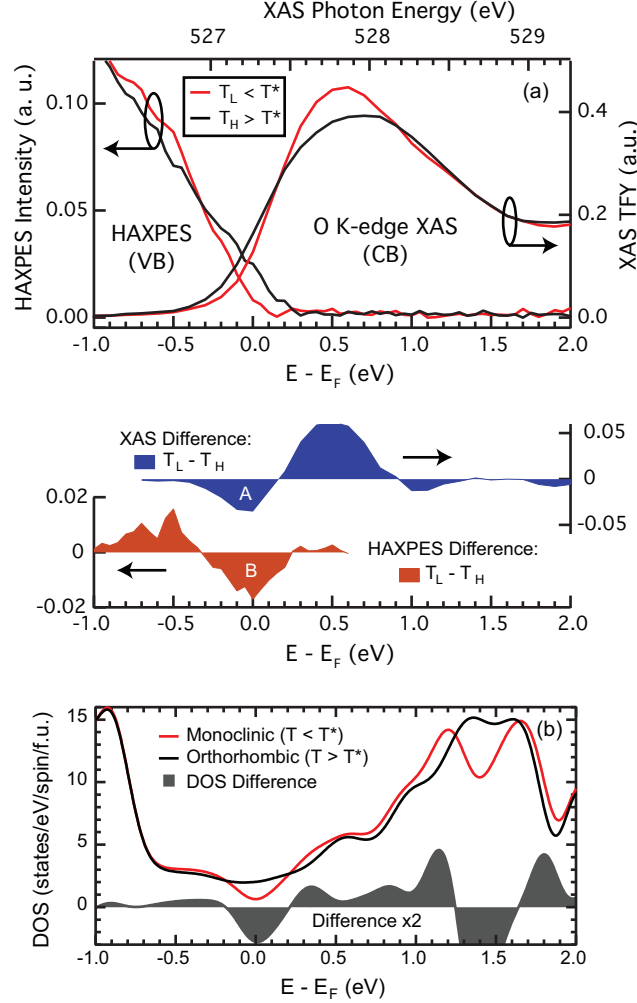 XAS Photon Energy (eV)
527 528 529
(a)
T_L < T*
T_H > T*
HAXPES Intensity (a. u.)
0.10
0.05
0.00
XAS TFY (a.u.)
0.4
0.2
0.0
HAXPES
(VB)
O K-edge XAS
(CB)
-1.0 -0.5 0.0 0.5 1.0 1.5 2.0
E - E_F (eV)
XAS Difference:
T_L - T_H
0.05
0
-0.05
A
0.02
0
-0.02
B
HAXPES Difference:
T_L - T_H
-1.0 -0.5 0.0 0.5 1.0 1.5 2.0
E - E_F (eV)
(b)
Monoclinic (T < T*)
Orthorhombic (T > T*)
DOS Difference
DOS (states/eV/spin/f.u.)
15
10
5
0
Difference x2
-1.0 -0.5 0.0 0.5 1.0 1.5 2.0
E - E_F (eV)